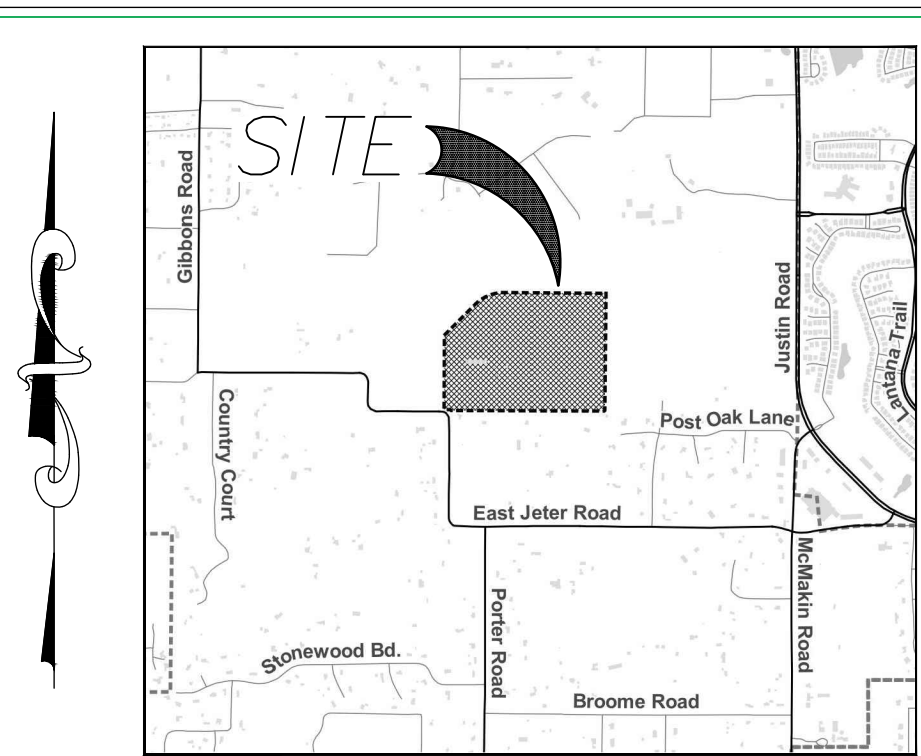 SITE
Gibbons Road
Justin Road
Lantana Trail
Country Court
Post Oak Lane
East Jeter Road
McMakin Road
Porter Road
Stonewood Bd.
Broome Road